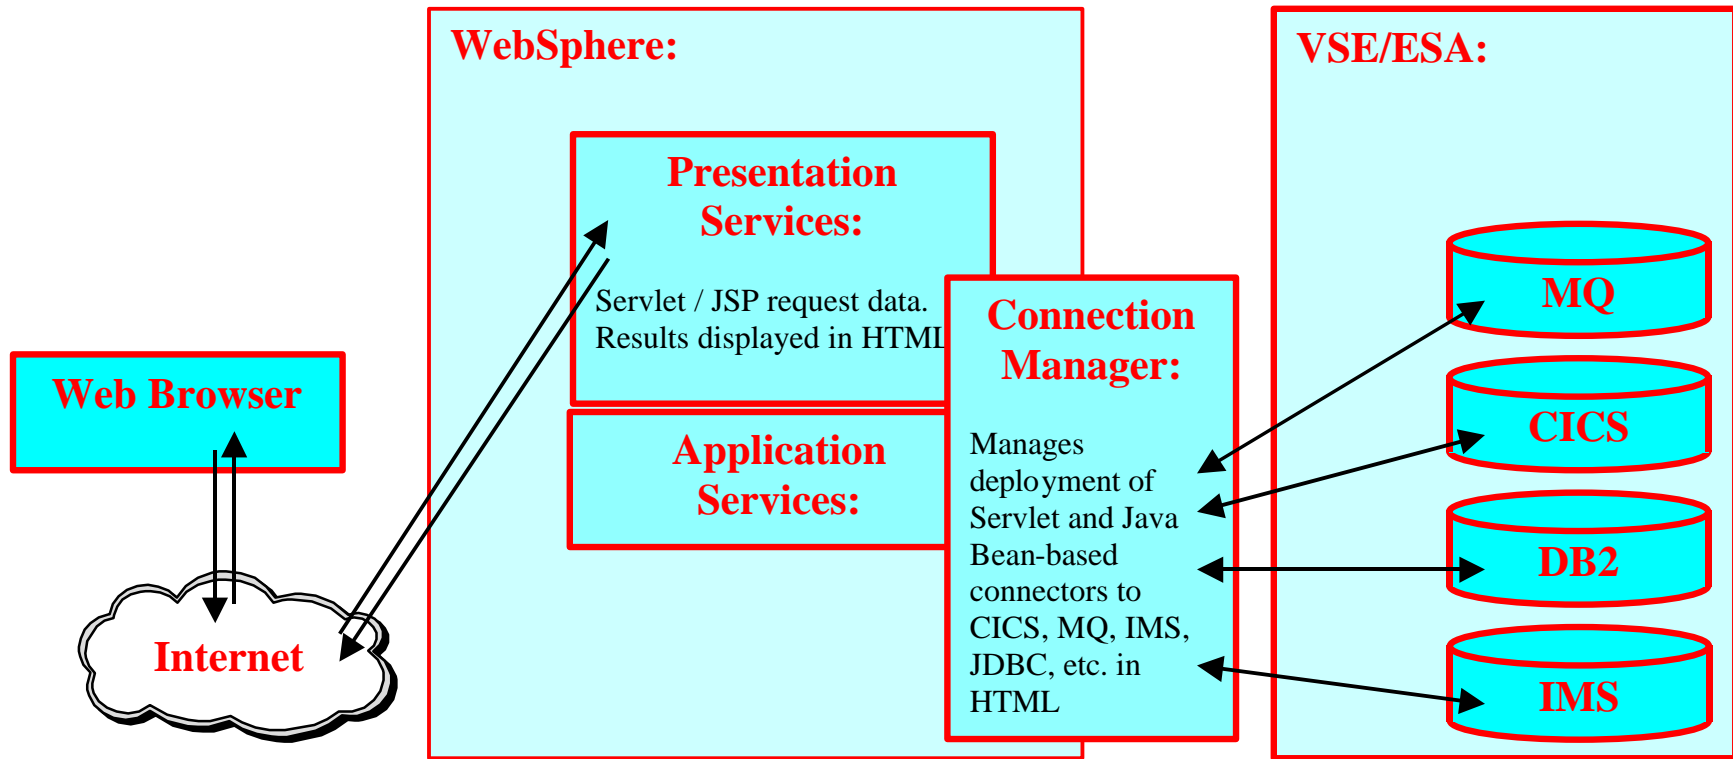 WebSphere:
VSE/ESA:
Presentation
Services:
Servlet / JSP request data.
Results displayed in HTML
Web Browser
Application
Services:
Internet
Connection
Manager:
Manages
deployment of
Servlet and Java
Bean-based
connectors to
CICS, MQ, IMS,
JDBC, etc. in
HTML
MQ
CICS
DB2
IMS